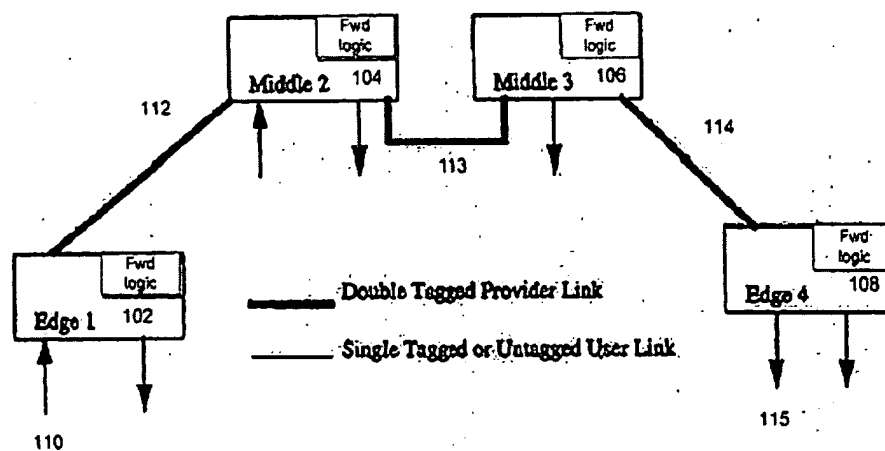 Fwd
logic
Middle 2
104
Fwd
logic
Middle 3
106
112
113
114
Fwd
logic
Edge 1
102
Fwd
logic
Edge 4
108
Double Tagged Provider Link
Single Tagged or Untagged User Link
110
115